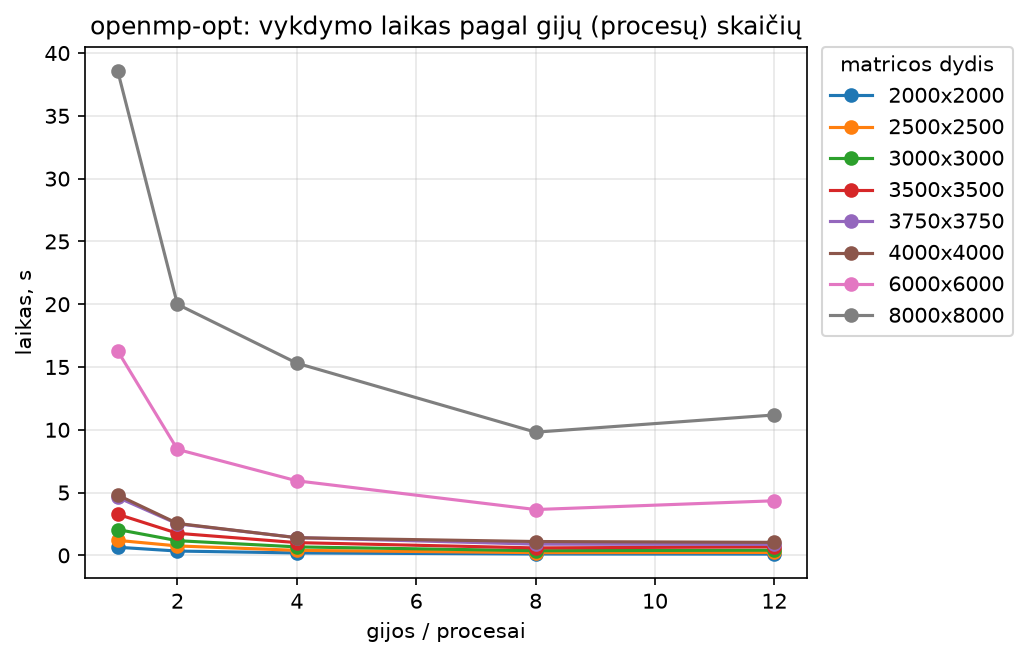 openmp-opt: vykdymo laikas pagal gijų (procesų) skaičių
matricos dydis
2000x2000
2500x2500
3000x3000
3500x3500
3750x3750
4000x4000
6000x6000
8000x8000
laikas, s
40
35
30
25
20
15
10
5
0
2
4
6
8
10
12
gijos / procesai